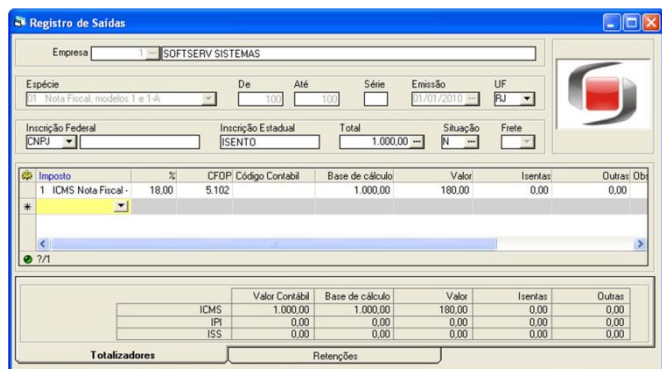 Registro de Saídas
Empresa 1 ... SOFTSERV SISTEMAS
Espécie De Até Série Emissão UF
01 Nota Fiscal, modelos 1 e 1-A 100 100 01/01/2010 ... RJ
Inscrição Federal Inscrição Estadual Total Situação Frete
CNPJ ISENTO 1.000,00 ... N ...
Imposto % CFOP Código Contabil Base de cálculo Valor Isentas Outras Obs
1 ICMS Nota Fiscal - 18,00 5.102 1.000,00 180,00 0,00 0,00
*
?/1
Valor Contábil Base de cálculo Valor Isentas Outras
ICMS 1.000,00 1.000,00 180,00 0,00 0,00
IPI 0,00 0,00 0,00 0,00 0,00
ISS 0,00 0,00 0,00 0,00 0,00
Totalizadores Retenções